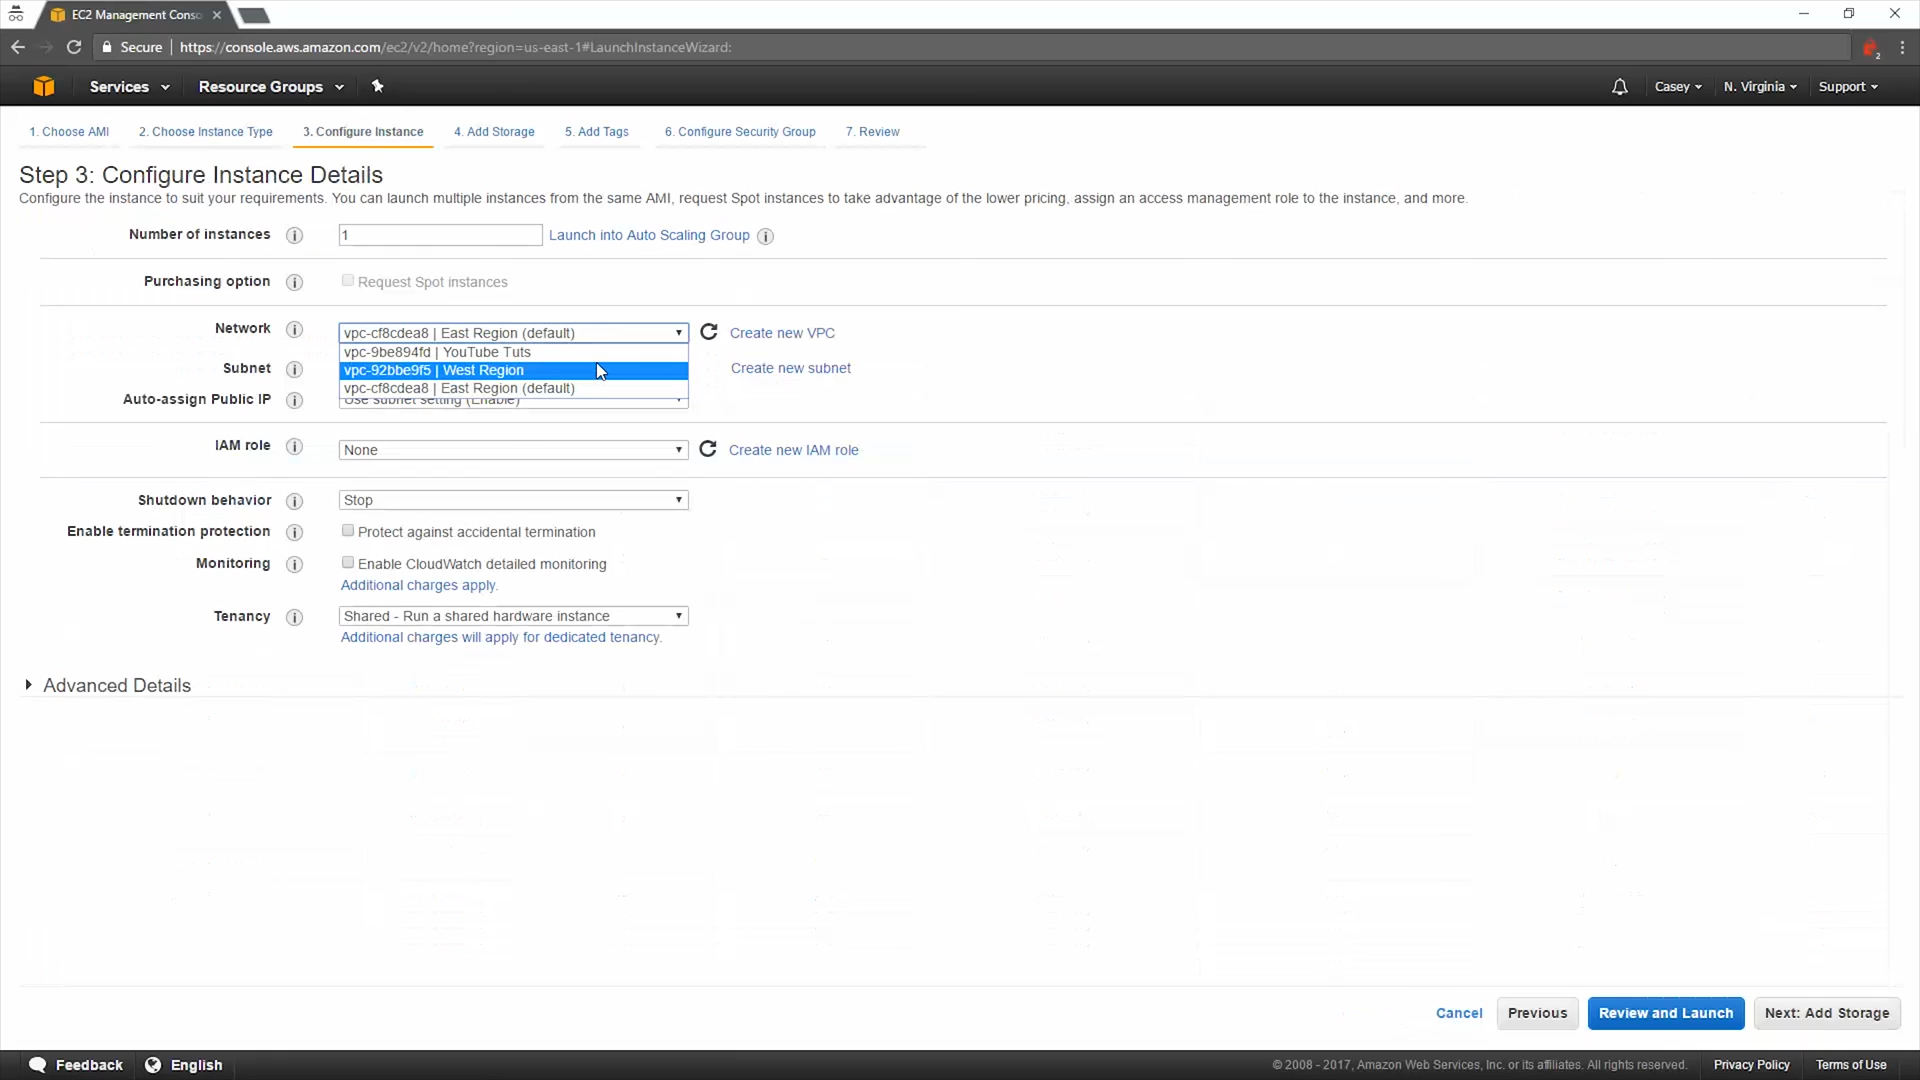 EC2 Management Conso
Secure | https://console.aws.amazon.com/ec2/v2/home?region=us-east-1#LaunchInstanceWizard:
2
Services Resource Groups Casey N. Virginia Support
1. Choose AMI 2. Choose Instance Type 3. Configure Instance 4. Add Storage 5. Add Tags 6. Configure Security Group 7. Review
Step 3: Configure Instance Details
Configure the instance to suit your requirements. You can launch multiple instances from the same AMI, request Spot instances to take advantage of the lower pricing, assign an access management role to the instance, and more.
Number of instances i 1 Launch into Auto Scaling Group i
Purchasing option i Request Spot instances
Network i vpc-cf8cdea8 | East Region (default) Create new VPC
vpc-9be894fd | YouTube Tuts
Subnet i vpc-92bbe9f5 | West Region Create new subnet
vpc-cf8cdea8 | East Region (default)
Auto-assign Public IP i Use subnet setting (Enable)
IAM role i None Create new IAM role
Shutdown behavior i Stop
Enable termination protection i Protect against accidental termination
Monitoring i Enable CloudWatch detailed monitoring
Additional charges apply.
Tenancy i Shared - Run a shared hardware instance
Additional charges will apply for dedicated tenancy.
Advanced Details
Cancel Previous Review and Launch Next: Add Storage
Feedback English © 2008 - 2017, Amazon Web Services, Inc. or its affiliates. All rights reserved. Privacy Policy Terms of Use